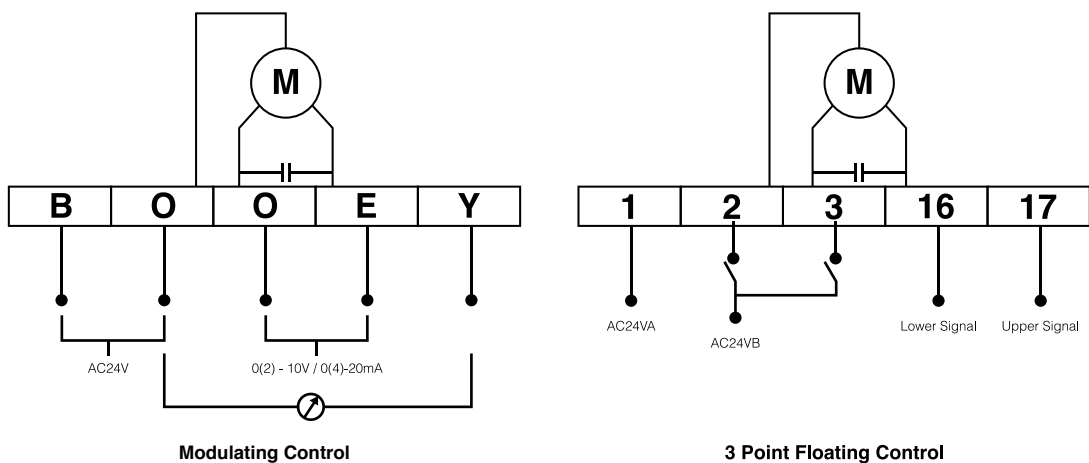 M
B O O E Y
AC24V
0(2) - 10V / 0(4)-20mA
Modulating Control
M
1 2 3 16 17
AC24VA
AC24VB
Lower Signal
Upper Signal
3 Point Floating Control